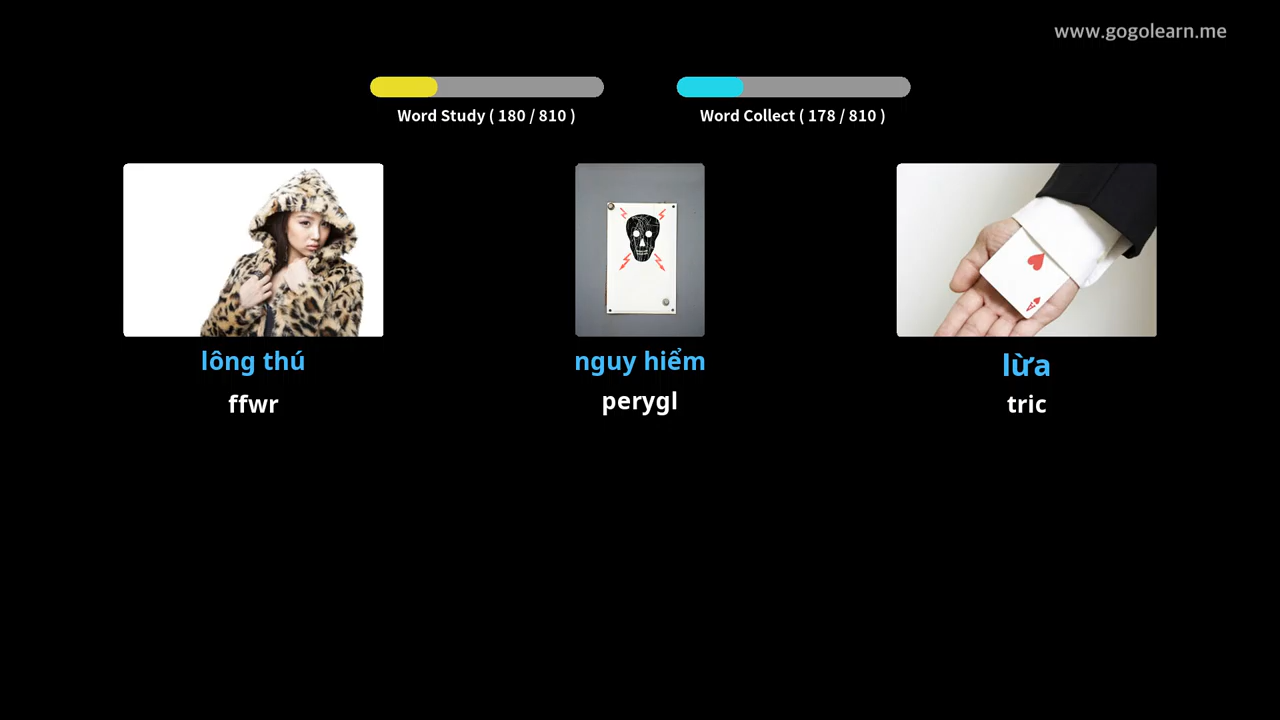 www.gogolearn.me
Word Study ( 180 / 810 )
Word Collect ( 178 / 810 )
lông thú
nguy hiểm
lừa
ffwr
perygl
tric